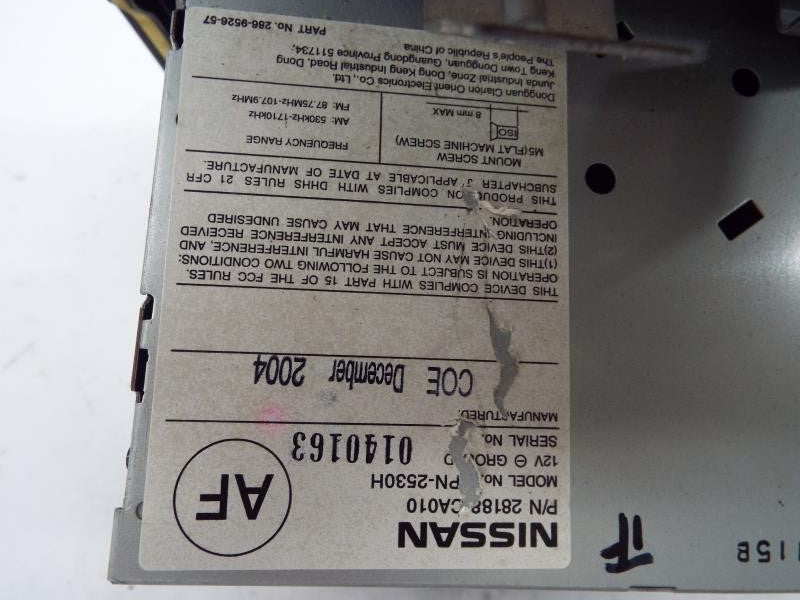 NISSAN
P/N 28188 CA010
MODEL NO. PN-2530H
12V ⊖ GROUND
SERIAL NO. 0140163
AF
MANUFACTURED:
COE December 2004
THIS DEVICE COMPLIES WITH PART 15 OF THE FCC RULES.
OPERATION IS SUBJECT TO THE FOLLOWING TWO CONDITIONS:
(1) THIS DEVICE MAY NOT CAUSE HARMFUL INTERFERENCE, AND
(2) THIS DEVICE MUST ACCEPT ANY INTERFERENCE RECEIVED
INCLUDING INTERFERENCE THAT MAY CAUSE UNDESIRED
OPERATION.
THIS PRODUCT COMPLIES WITH DHHS RULES 21 CFR
SUBCHAPTER J APPLICABLE AT DATE OF MANUFACTURE.
MOUNT SCREW
M5(FLAT MACHINE SCREW)
ISO
8 mm MAX
FREQUENCY RANGE
AM: 530kHz-1710kHz
FM: 87.75MHz-107.9MHz
Dongguan Clarion Orient Electronics Co., Ltd.
Junda Industrial Zone, Dong Keng Industrial Road, Dong
Keng Town Dongguan, Guangdong Province 511734,
The People's Republic of China
PART No. 286-9526-57
TF
115B